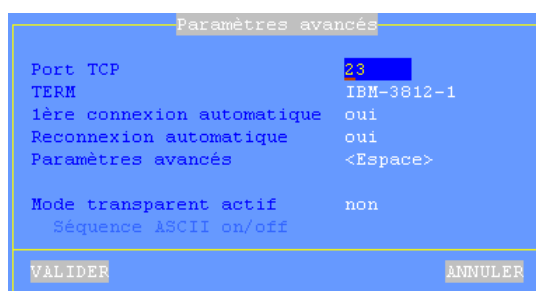 Paramètres avancés
Port TCP 23
TERM IBM-3812-1
1ère connexion automatique oui
Reconnexion automatique oui
Paramètres avancés <Espace>
Mode transparent actif non
Séquence ASCII on/off
VALIDER ANNULER